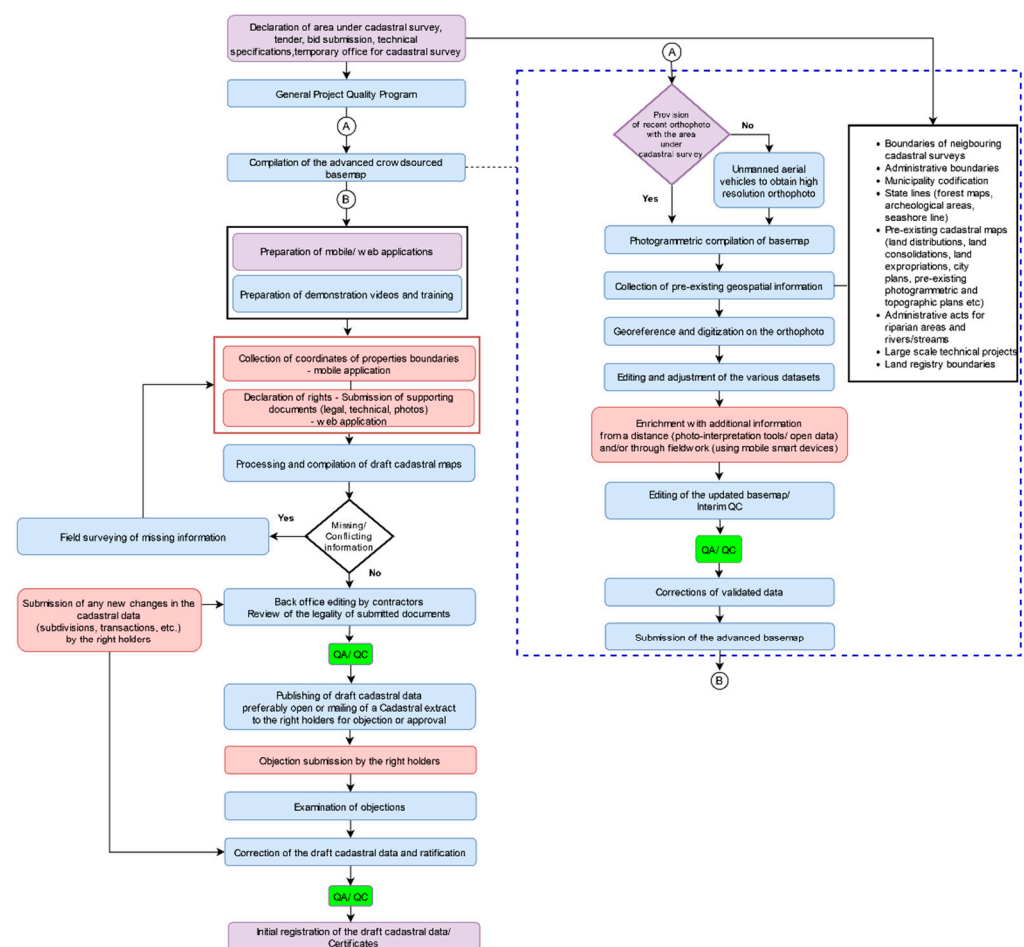 Declaration of area under cadastral survey,
tender, bid submission, technical
specifications,temporary office for cadastral survey
General Project Quality Program
A
Compilation of the advanced crowdsourced
basemap
B
Preparation of mobile/ web applications
Preparation of demonstration videos and training
Collection of coordinates of properties boundaries
- mobile application
Declaration of rights - Submission of supporting
documents (legal, technical, photos)
- web application
Processing and compilation of draft cadastral maps
Missing/
Conflicting
information
Yes
Field surveying of missing information
No
Submission of any new changes in the
cadastral data
(subdivisions, transactions, etc.)
by the right holders
Back office editing by contractors
Review of the legality of submitted documents
QA/ QC
Publishing of draft cadastral data
preferably open or mailing of a Cadastral extract
to the right holders for objection or approval
Objection submission by the right holders
Examination of objections
Correction of the draft cadastral data and ratification
QA/ QC
Initial registration of the draft cadastral data/
Certificates
A
Provision
of recent orthophoto
with the area
under
cadastral survey
No
Unmanned aerial
vehicles to obtain high
resolution orthophoto
Yes
Photogrammetric compilation of basemap
Collection of pre-existing geospatial information
Georeference and digitization on the orthophoto
Editing and adjustment of the various datasets
Enrichment with additional information
from a distance (photo-interpretation tools/ open data)
and/or through fieldwork (using mobile smart devices)
Editing of the updated basemap/
Interim QC
QA/ QC
Corrections of validated data
Submission of the advanced basemap
B
• Boundaries of neigbouring
cadastral surveys
• Administrative boundaries
• Municipality codification
• State lines (forest maps,
archeological areas,
seashore line)
• Pre-existing cadastral maps
(land distributions, land
consolidations, land
expropriations, city
plans, pre-existing
photogrammetric and
topographic plans etc)
• Administrative acts for
riparian areas and
rivers/streams
• Large scale technical projects
• Land registry boundaries